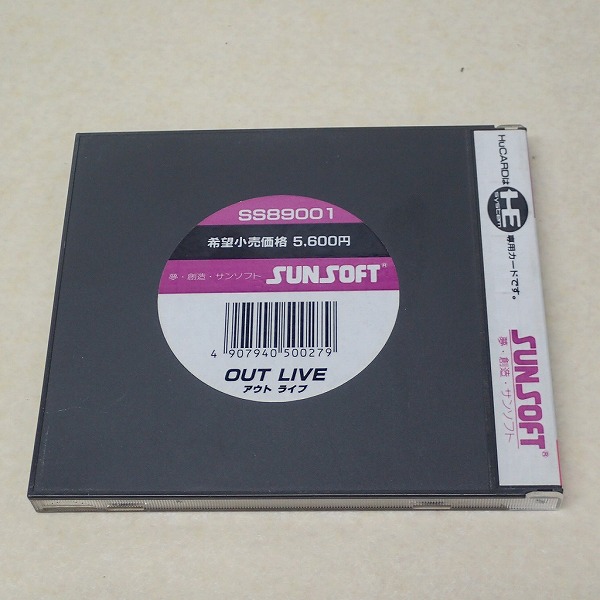 SS89001
希望小売価格 5,600円
夢・創造・サンソフト SUNSOFT®
4 907940 500279
OUT LIVE
アウト ライブ
HuCARDは HE SYSTEM 専用カードです。
SUNSOFT®
夢・創造・サンソフト